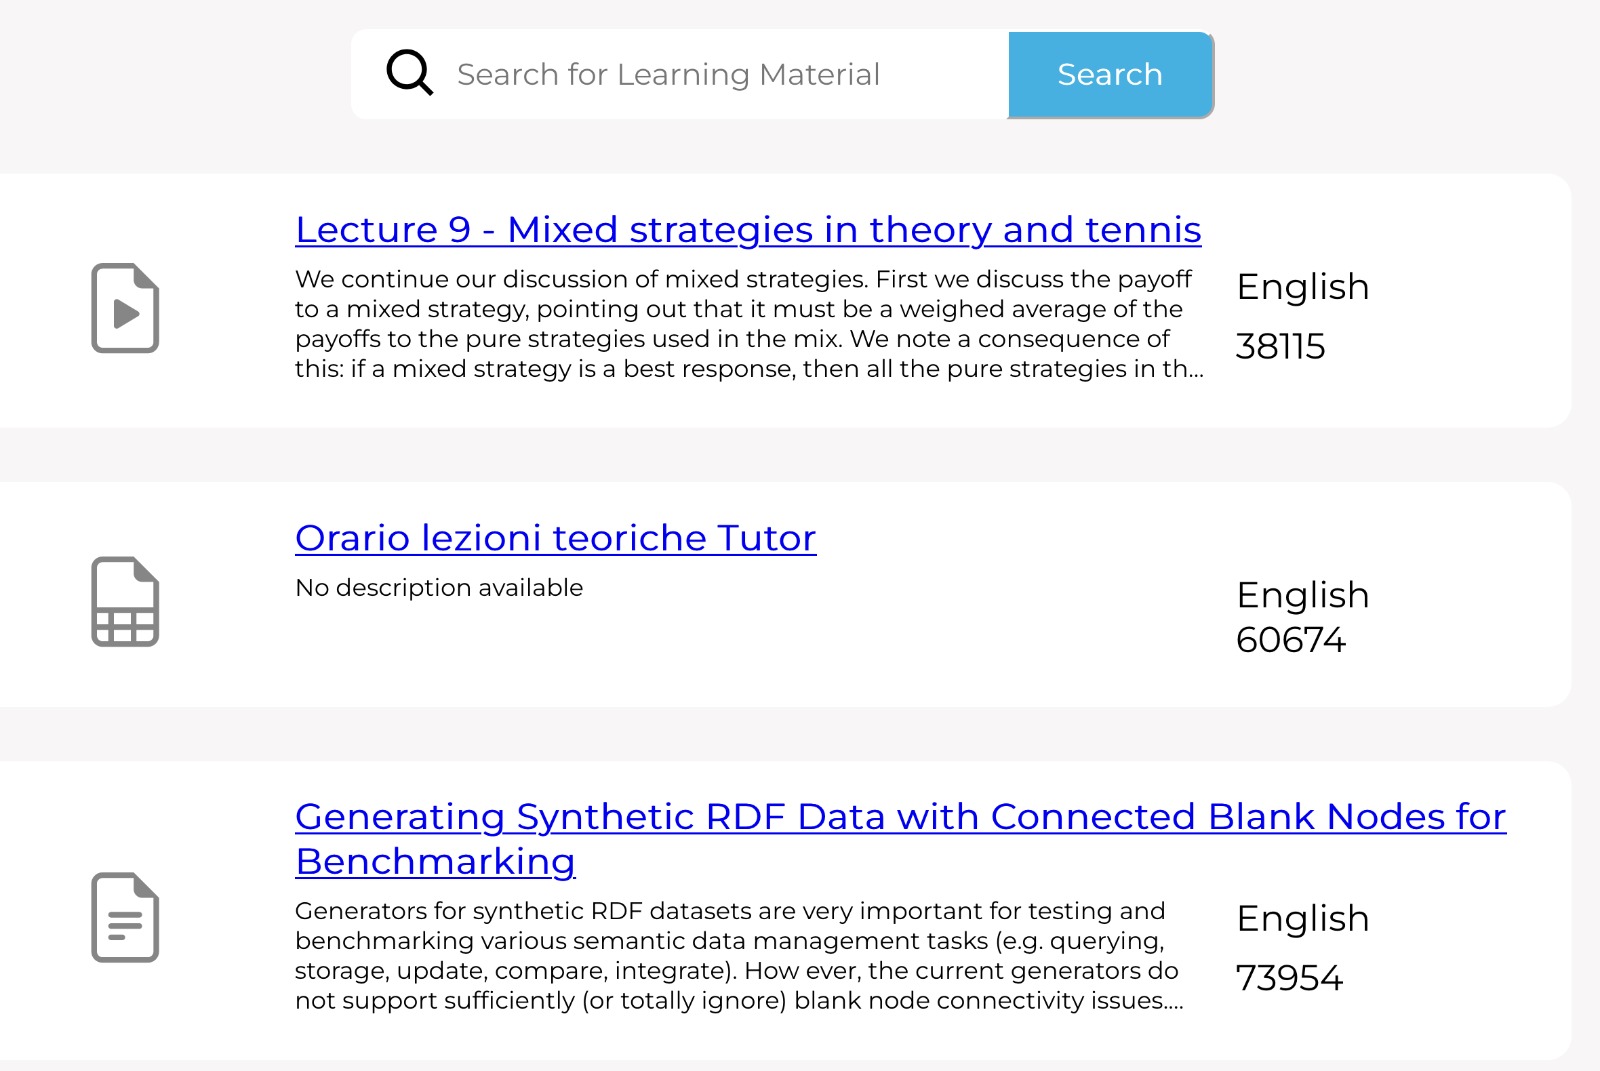 Search for Learning Material
Search
Lecture 9 - Mixed strategies in theory and tennis
We continue our discussion of mixed strategies. First we discuss the payoff
to a mixed strategy, pointing out that it must be a weighed average of the
payoffs to the pure strategies used in the mix. We note a consequence of
this: if a mixed strategy is a best response, then all the pure strategies in th...
English
38115
Orario lezioni teoriche Tutor
No description available
English
60674
Generating Synthetic RDF Data with Connected Blank Nodes for
Benchmarking
Generators for synthetic RDF datasets are very important for testing and
benchmarking various semantic data management tasks (e.g. querying,
storage, update, compare, integrate). How ever, the current generators do
not support sufficiently (or totally ignore) blank node connectivity issues....
English
73954